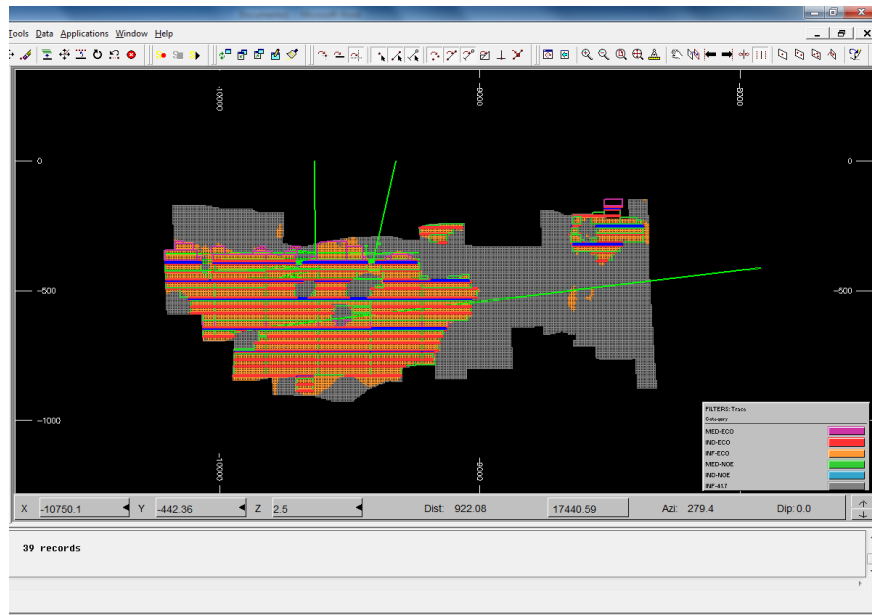 Tools Data Applications Window Help
-10000
-9000
-8000
0
0
-500
-500
-1000
-10000
-9000
FILTERS: Trace
Category
MED-ECO
IND-ECO
INF-ECO
MED-NOE
IND-NOE
INF-417
X -10750.1 Y -442.36 Z 2.5 Dist: 922.08 17440.59 Azi: 279.4 Dip:0.0
39 records